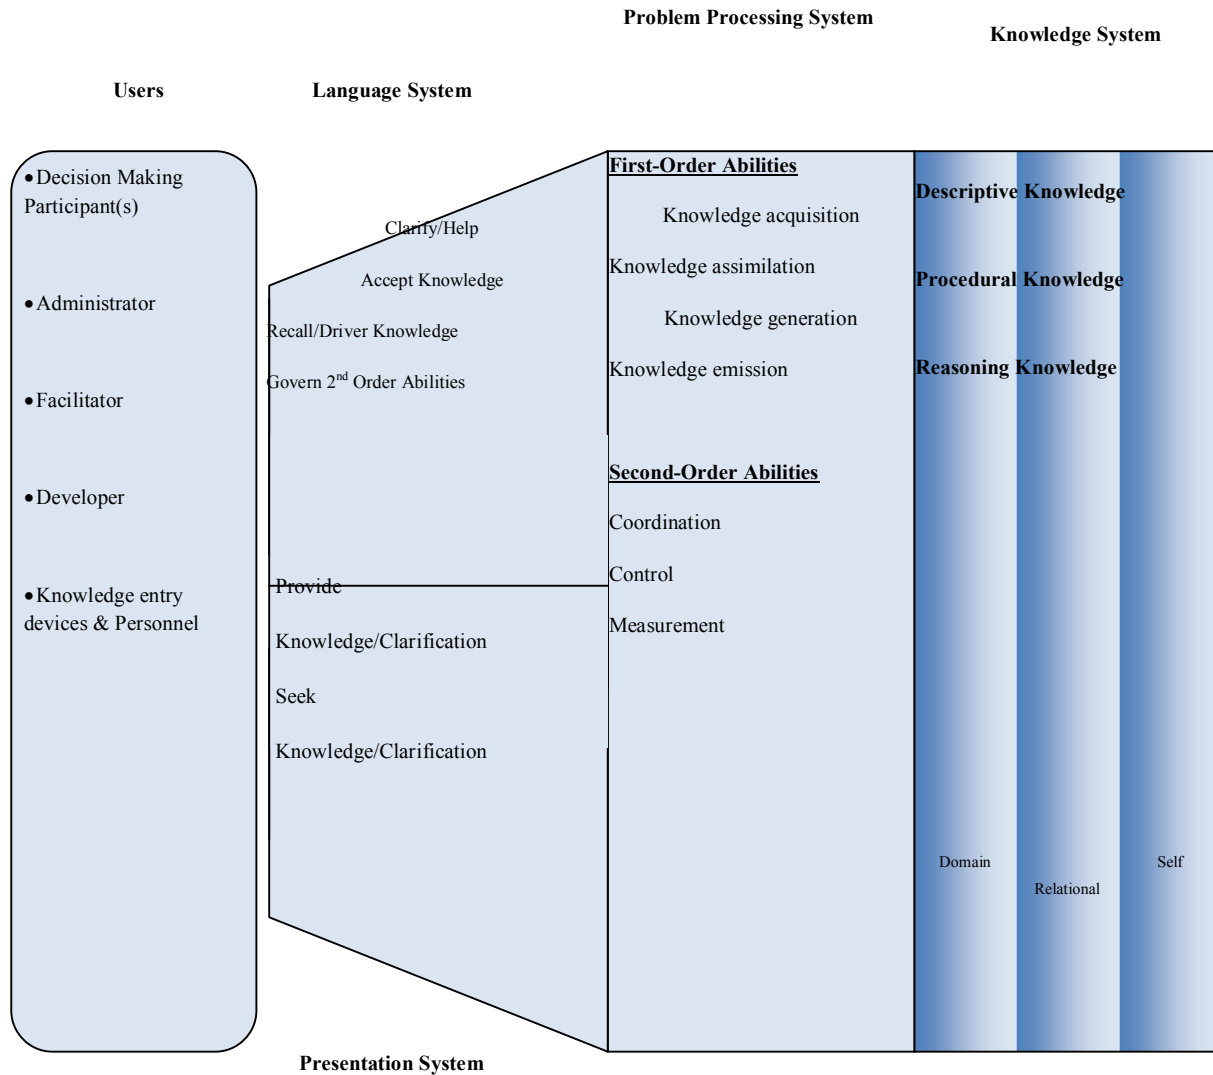 Problem Processing System
Knowledge System
Users
Language System
•Decision Making
Participant(s)
•Administrator
•Facilitator
•Developer
•Knowledge entry
devices & Personnel
Clarify/Help
Accept Knowledge
Recall/Driver Knowledge
Govern 2nd Order Abilities
Provide
Knowledge/Clarification
Seek
Knowledge/Clarification
First-Order Abilities
Knowledge acquisition
Knowledge assimilation
Knowledge generation
Knowledge emission
Second-Order Abilities
Coordination
Control
Measurement
Descriptive Knowledge
Procedural Knowledge
Reasoning Knowledge
Domain
Relational
Self
Presentation System